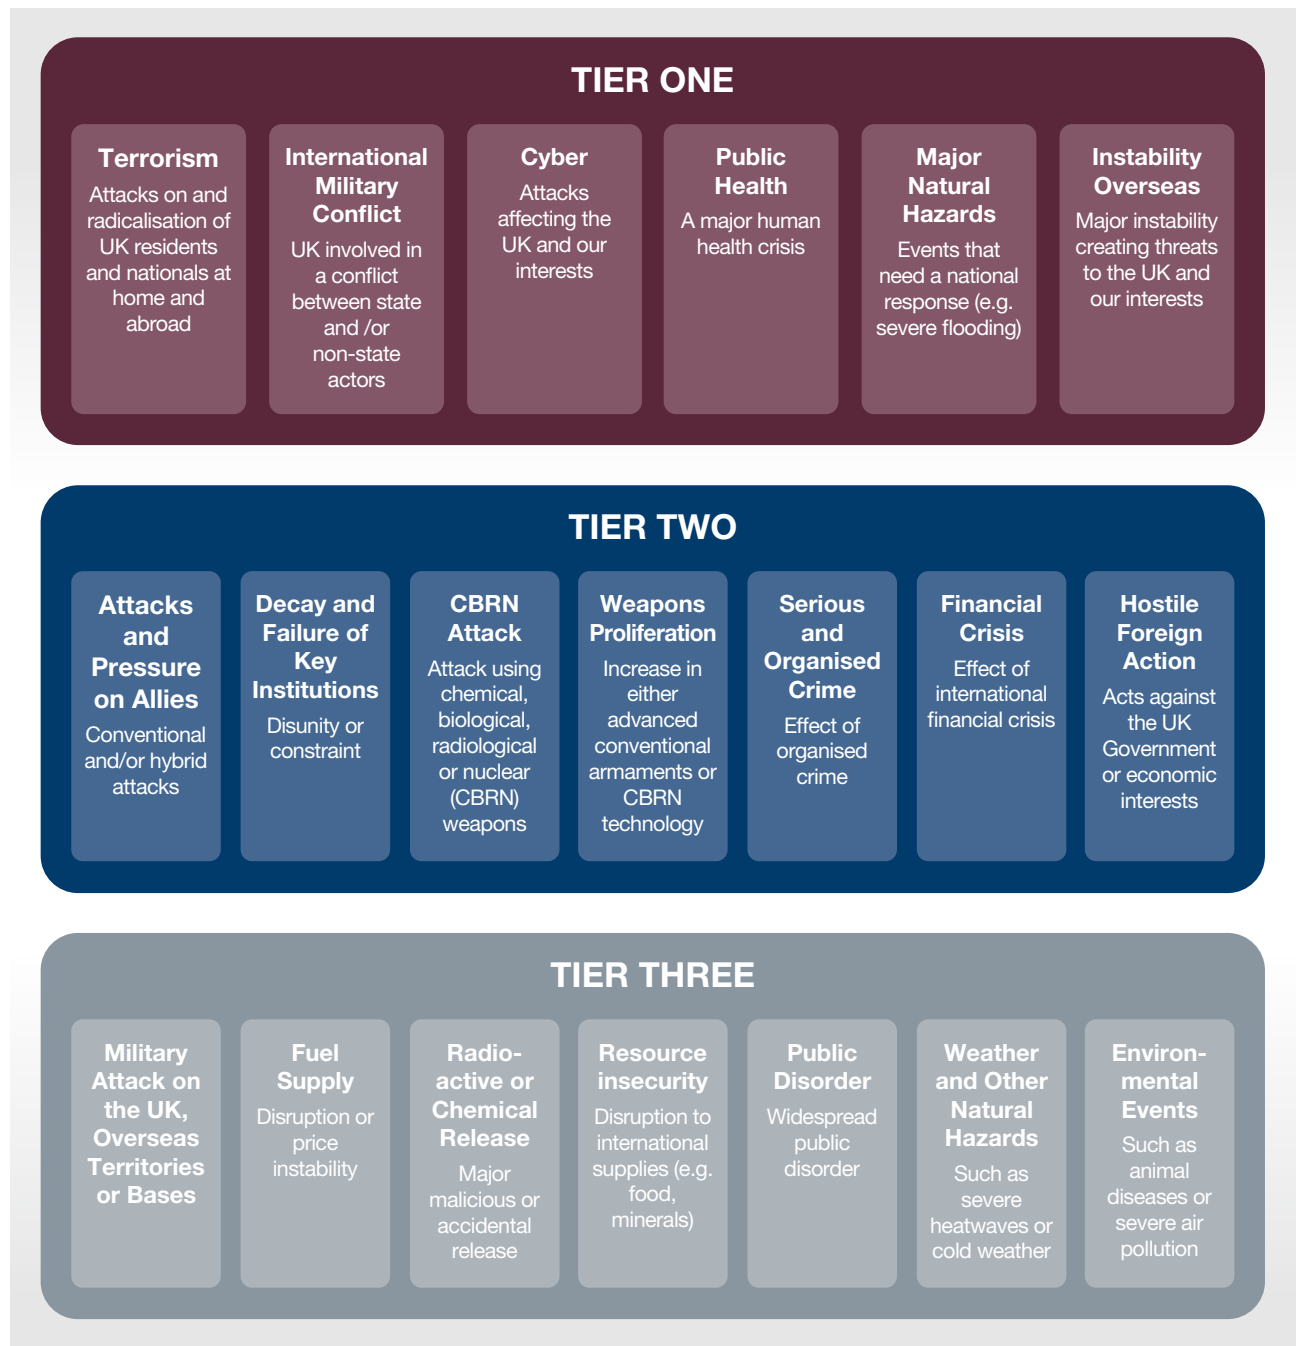 TIER ONE
Terrorism
Attacks on and
radicalisation of
UK residents
and nationals at
home and
abroad
International
Military
Conflict
UK involved in
a conflict
between state
and /or
non-state
actors
Cyber
Attacks
affecting the
UK and our
interests
Public
Health
A major human
health crisis
Major
Natural
Hazards
Events that
need a national
response (e.g.
severe flooding)
Instability
Overseas
Major instability
creating threats
to the UK and
our interests
TIER TWO
Attacks
and
Pressure
on Allies
Conventional
and/or hybrid
attacks
Decay and
Failure of
Key
Institutions
Disunity or
constraint
CBRN
Attack
Attack using
chemical,
biological,
radiological
or nuclear
(CBRN)
weapons
Weapons
Proliferation
Increase in
either
advanced
conventional
armaments or
CBRN
technology
Serious
and
Organised
Crime
Effect of
organised
crime
Financial
Crisis
Effect of
international
financial crisis
Hostile
Foreign
Action
Acts against
the UK
Government
or economic
interests
TIER THREE
Military
Attack on
the UK,
Overseas
Territories
or Bases
Fuel
Supply
Disruption or
price
instability
Radio-
active or
Chemical
Release
Major
malicious or
accidental
release
Resource
insecurity
Disruption to
international
supplies (e.g.
food,
minerals)
Public
Disorder
Widespread
public
disorder
Weather
and Other
Natural
Hazards
Such as
severe
heatwaves or
cold weather
Environ-
mental
Events
Such as
animal
diseases or
severe air
pollution